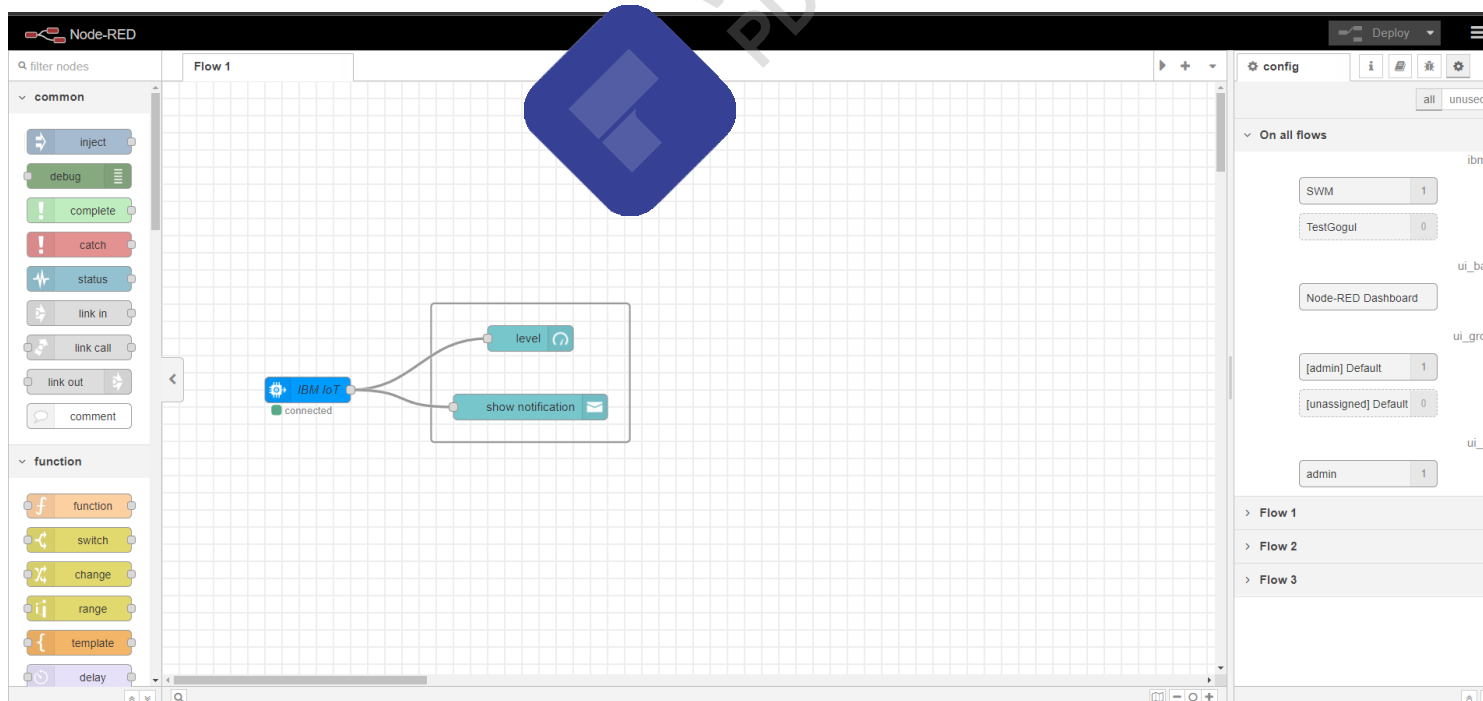 Node-RED
Deploy
filter nodes
Flow 1
config
all unused
common
On all flows
inject
debug
complete
catch
status
link in
link call
link out
comment
function
function
switch
change
range
template
delay
IBM IoT
connected
level
show notification
SWM 1
TestGogul 0
Node-RED Dashboard
[admin] Default 1
[unassigned] Default 0
admin 1
Flow 1
Flow 2
Flow 3